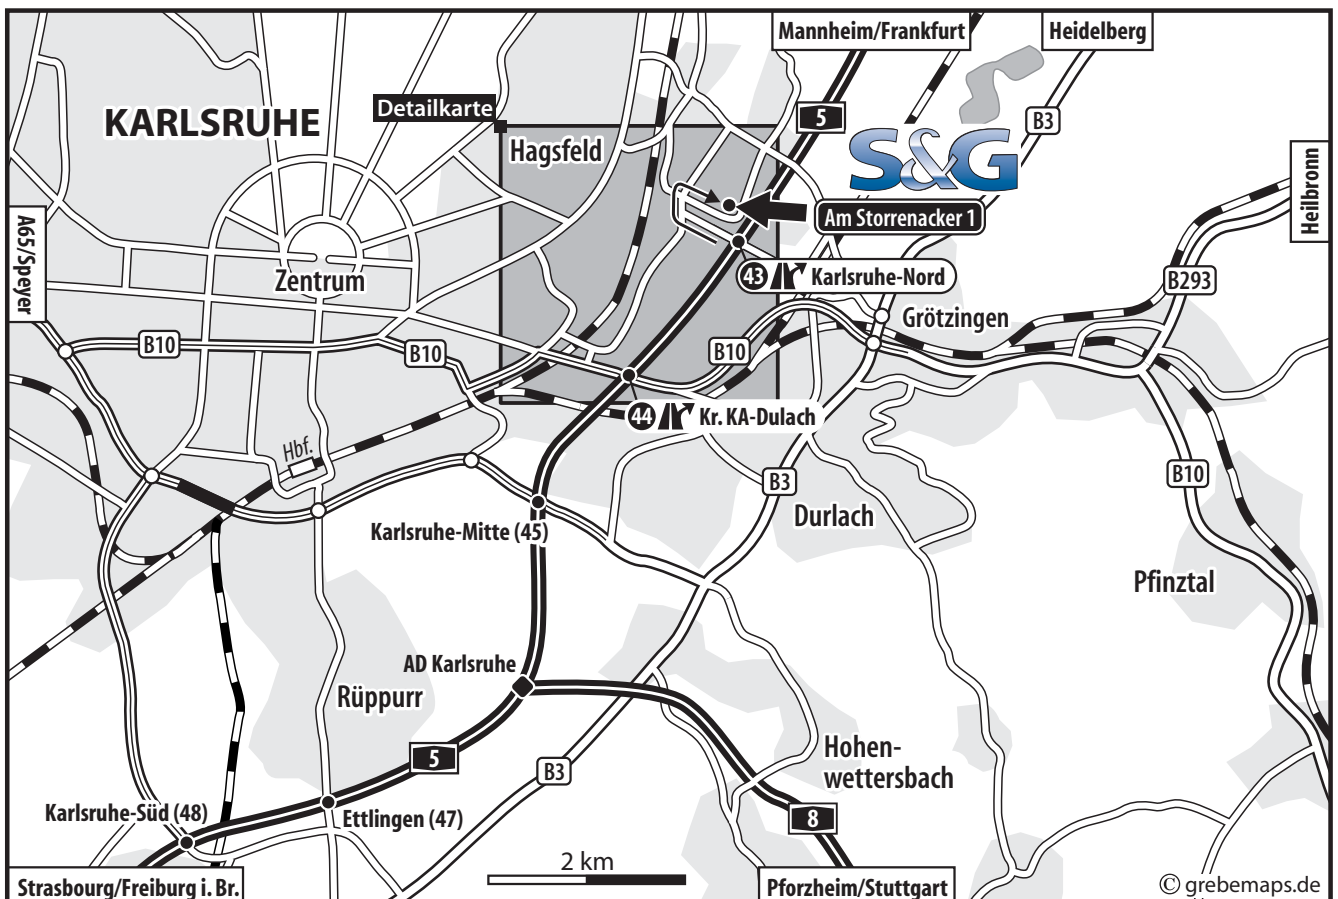 Mannheim/Frankfurt
Heidelberg
KARLSRUHE
Detailkarte
5
B3
Hagsfeld
S&G
Heilbronn
A65/Speyer
Am Storrenacker 1
Zentrum
43 Karlsruhe-Nord
B293
Grötzingen
B10
B10
B10
44 Kr. KA-Dulach
Hbf.
B3
B10
Durlach
Karlsruhe-Mitte (45)
Pfinztal
AD Karlsruhe
Rüppurr
Hohen-
wettersbach
5
B3
Karlsruhe-Süd (48)
Ettlingen (47)
8
2 km
Strasbourg/Freiburg i. Br.
Pforzheim/Stuttgart
© grebemaps.de